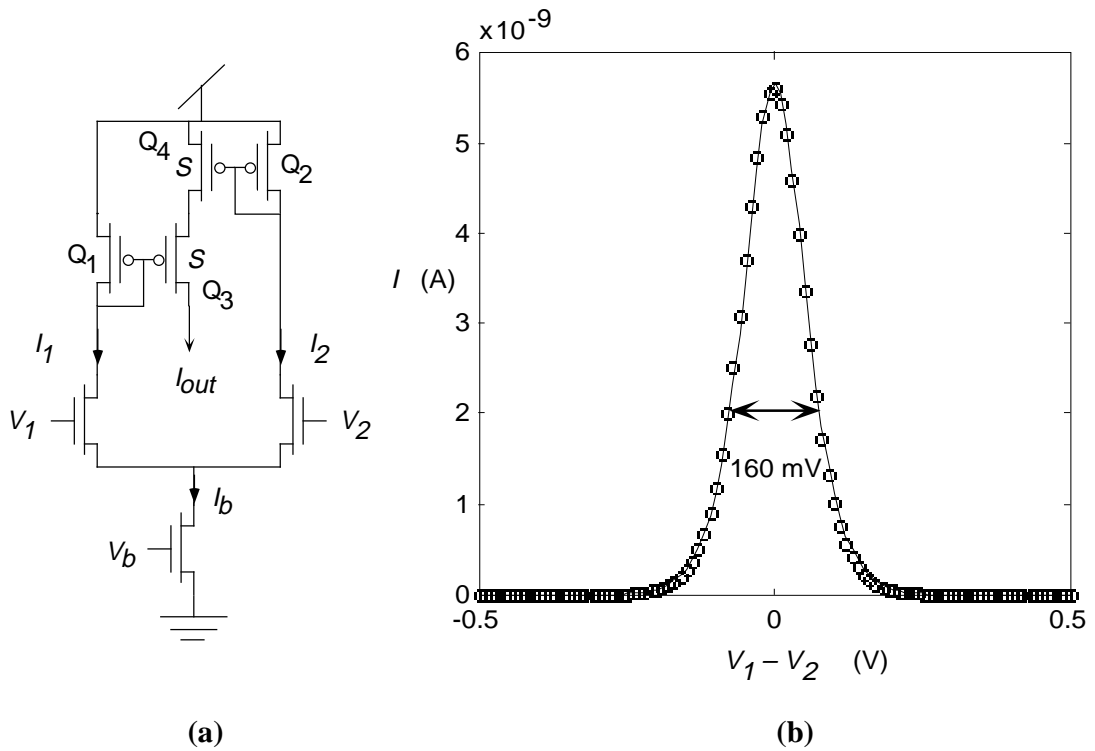 Q4
S
Q2
Q1
S
Q3
I1
I2
Iout
V1
V2
Ib
Vb
(a)
x10-9
6
5
4
3
2
1
0
I (A)
160 mV
-0.5
0
0.5
V1 – V2 (V)
(b)